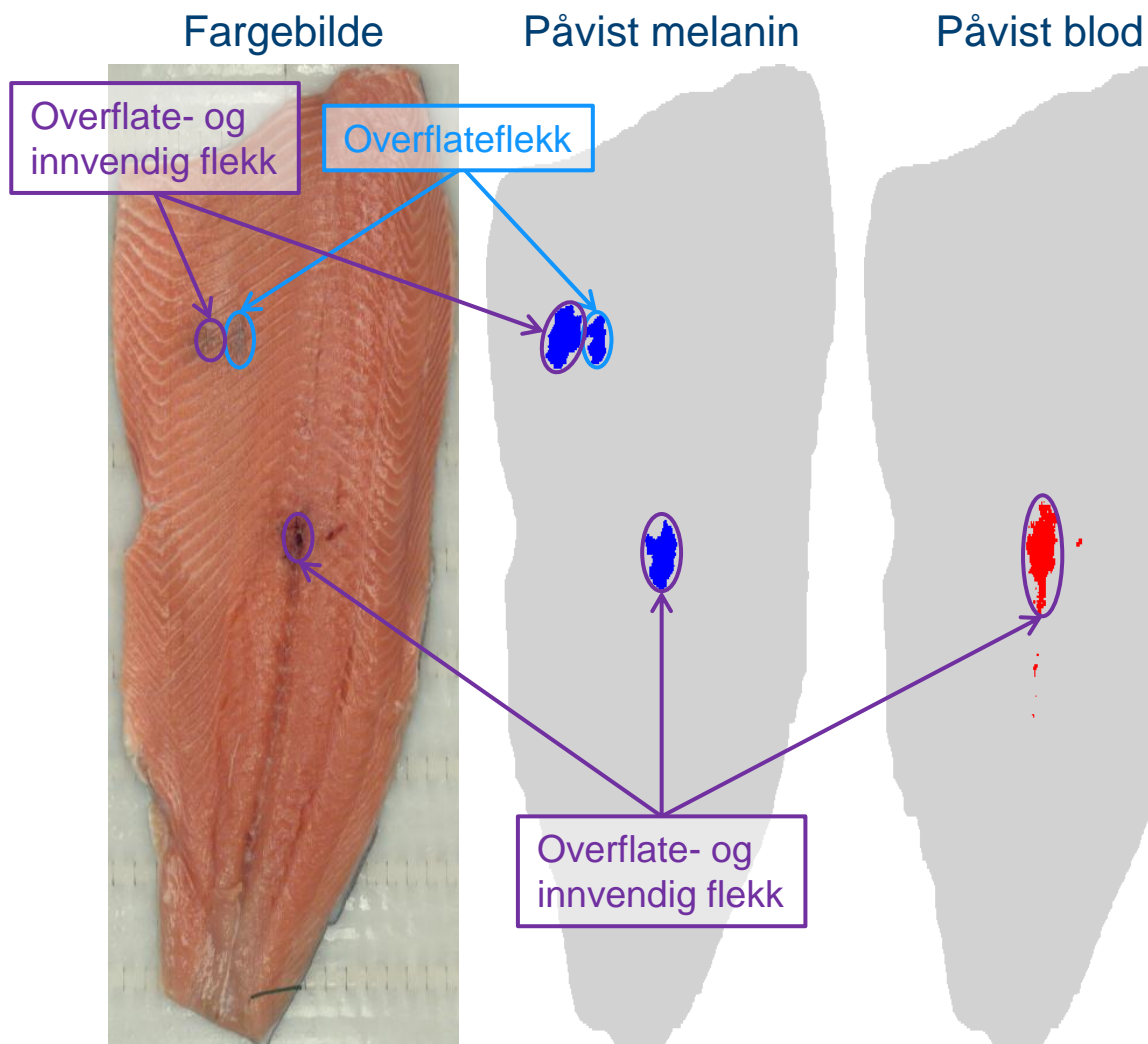 Fargebilde
Påvist melanin
Påvist blod
Overflate- og
innvendig flekk
Overflateflekk
Overflate- og
innvendig flekk